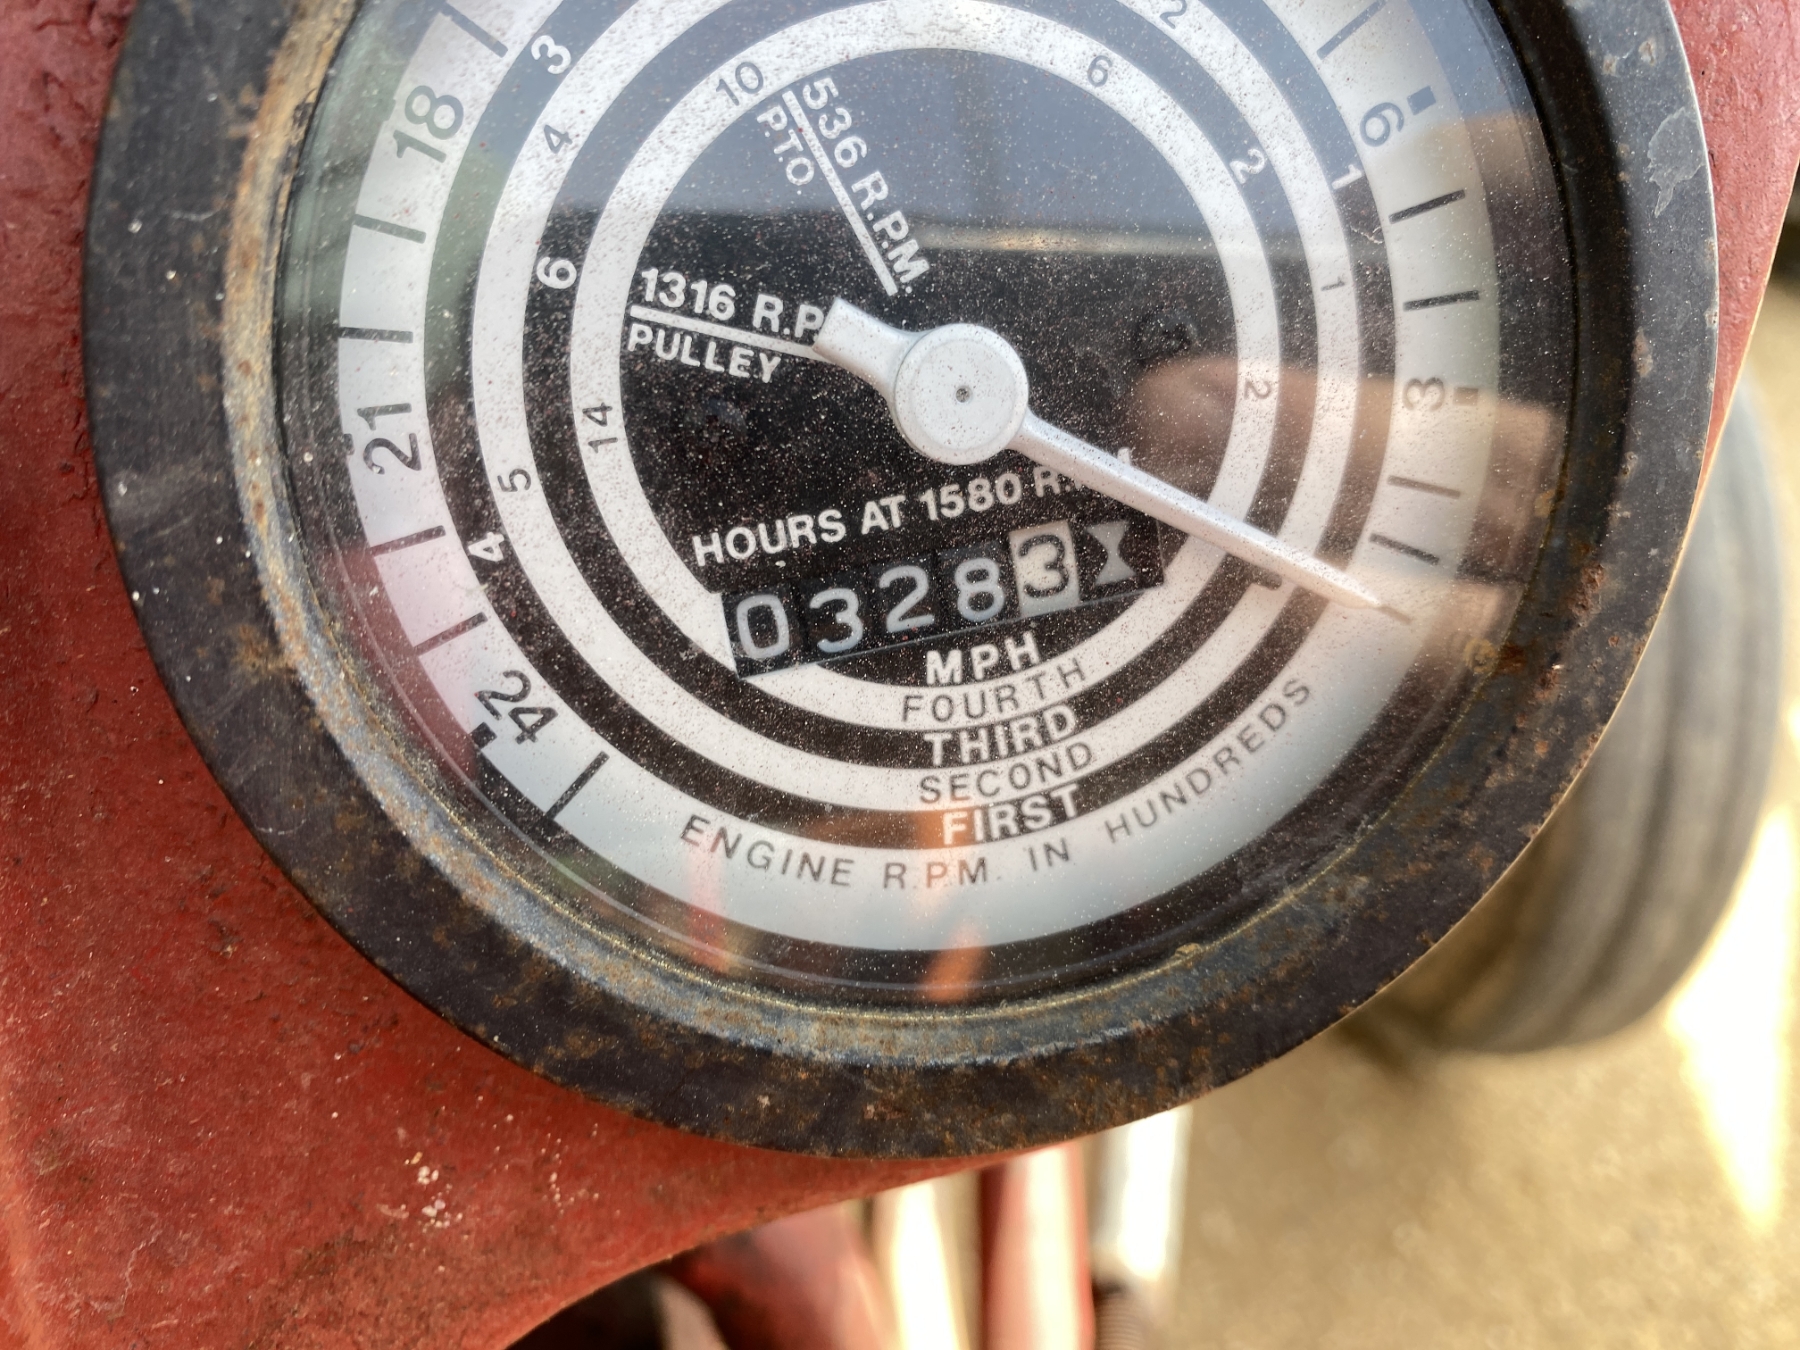 18
21
24
3
6
3
4
5
4
6
14
10
6
2
2
2
1
1
536 R.P.M.
P.T.O.
1316 R.P
PULLEY
HOURS AT 1580 R.
03283
MPH
FOURTH
THIRD
SECOND
FIRST
ENGINE R.P.M. IN HUNDREDS